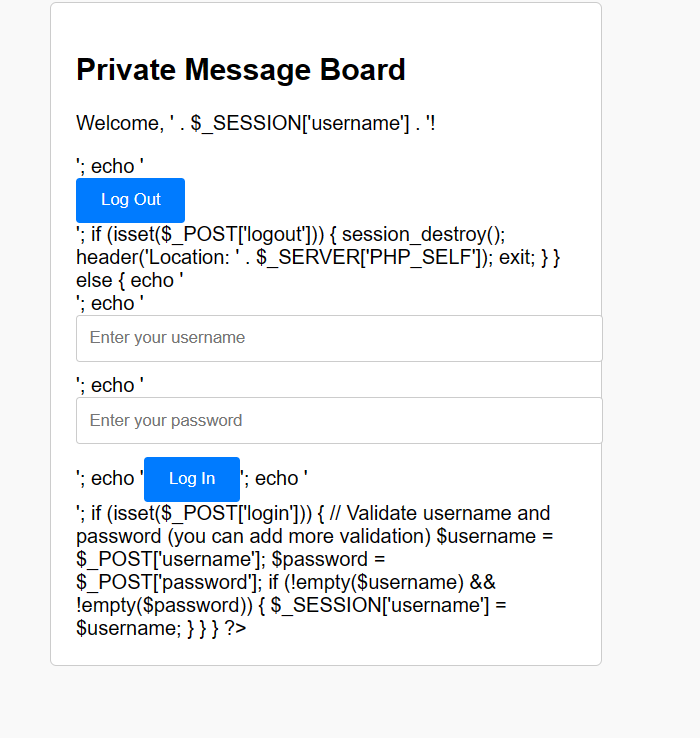 Private Message Board
Welcome, ' . $_SESSION['username'] . '!
'; echo '
Log Out
'; if (isset($_POST['logout'])) { session_destroy();
header('Location: ' . $_SERVER['PHP_SELF']); exit; } }
else { echo '
'; echo '
Enter your username
'; echo '
Enter your password
'; echo ' Log In '; echo '
'; if (isset($_POST['login'])) { // Validate username and
password (you can add more validation) $username =
$_POST['username']; $password =
$_POST['password']; if (!empty($username) &&
!empty($password)) { $_SESSION['username'] =
$username; } } } ?>